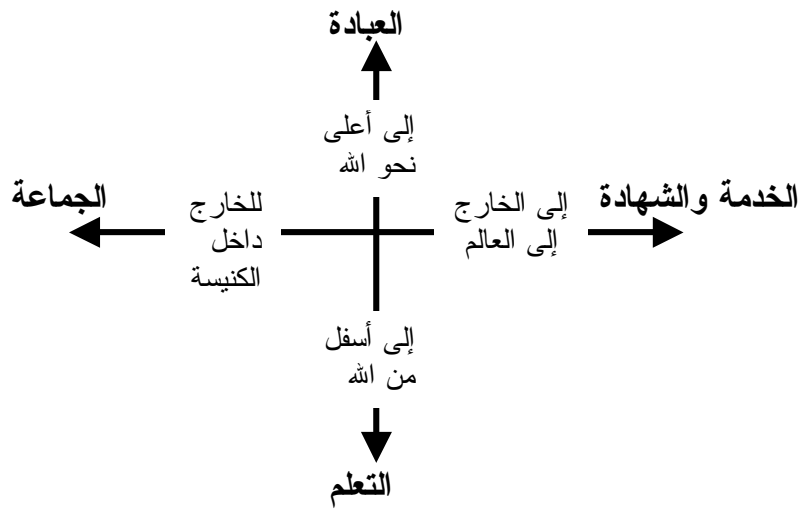 العبادة
إلى أعلى
نحو الله
الخدمة والشهادة
إلى الخارج
إلى العالم
للخارج
داخل
الكنيسة
الجماعة
إلى أسفل
من الله
التعلم